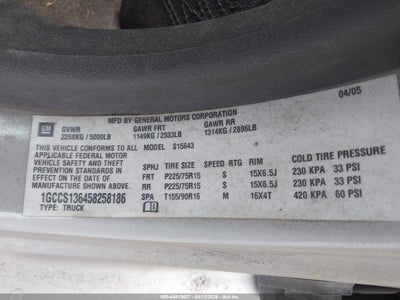 04/05
MFD BY GENERAL MOTORS CORPORATION
GM GVWR GAWR FRT GAWR RR
2268KG / 5000LB 1149KG / 2533LB 1314KG / 2896LB
THIS VEHICLE CONFORMS TO ALL MODEL S15643
APPLICABLE FEDERAL MOTOR
VEHICLE SAFETY AND THEFT
PREVENTION STANDARDS IN
EFFECT ON THE DATE OF
MANUFACTURE SHOWN ABOVE.
1GCCS136458258186
TYPE: TRUCK
SPHJ TIRE SIZE SPEED RTG RIM COLD TIRE PRESSURE
FRT P225/75R15 S 15X6.5J 230 KPA 33 PSI
RR P225/75R15 S 15X6.5J 230 KPA 33 PSI
SPA T155/90R16 M 16X4T 420 KPA 60 PSI